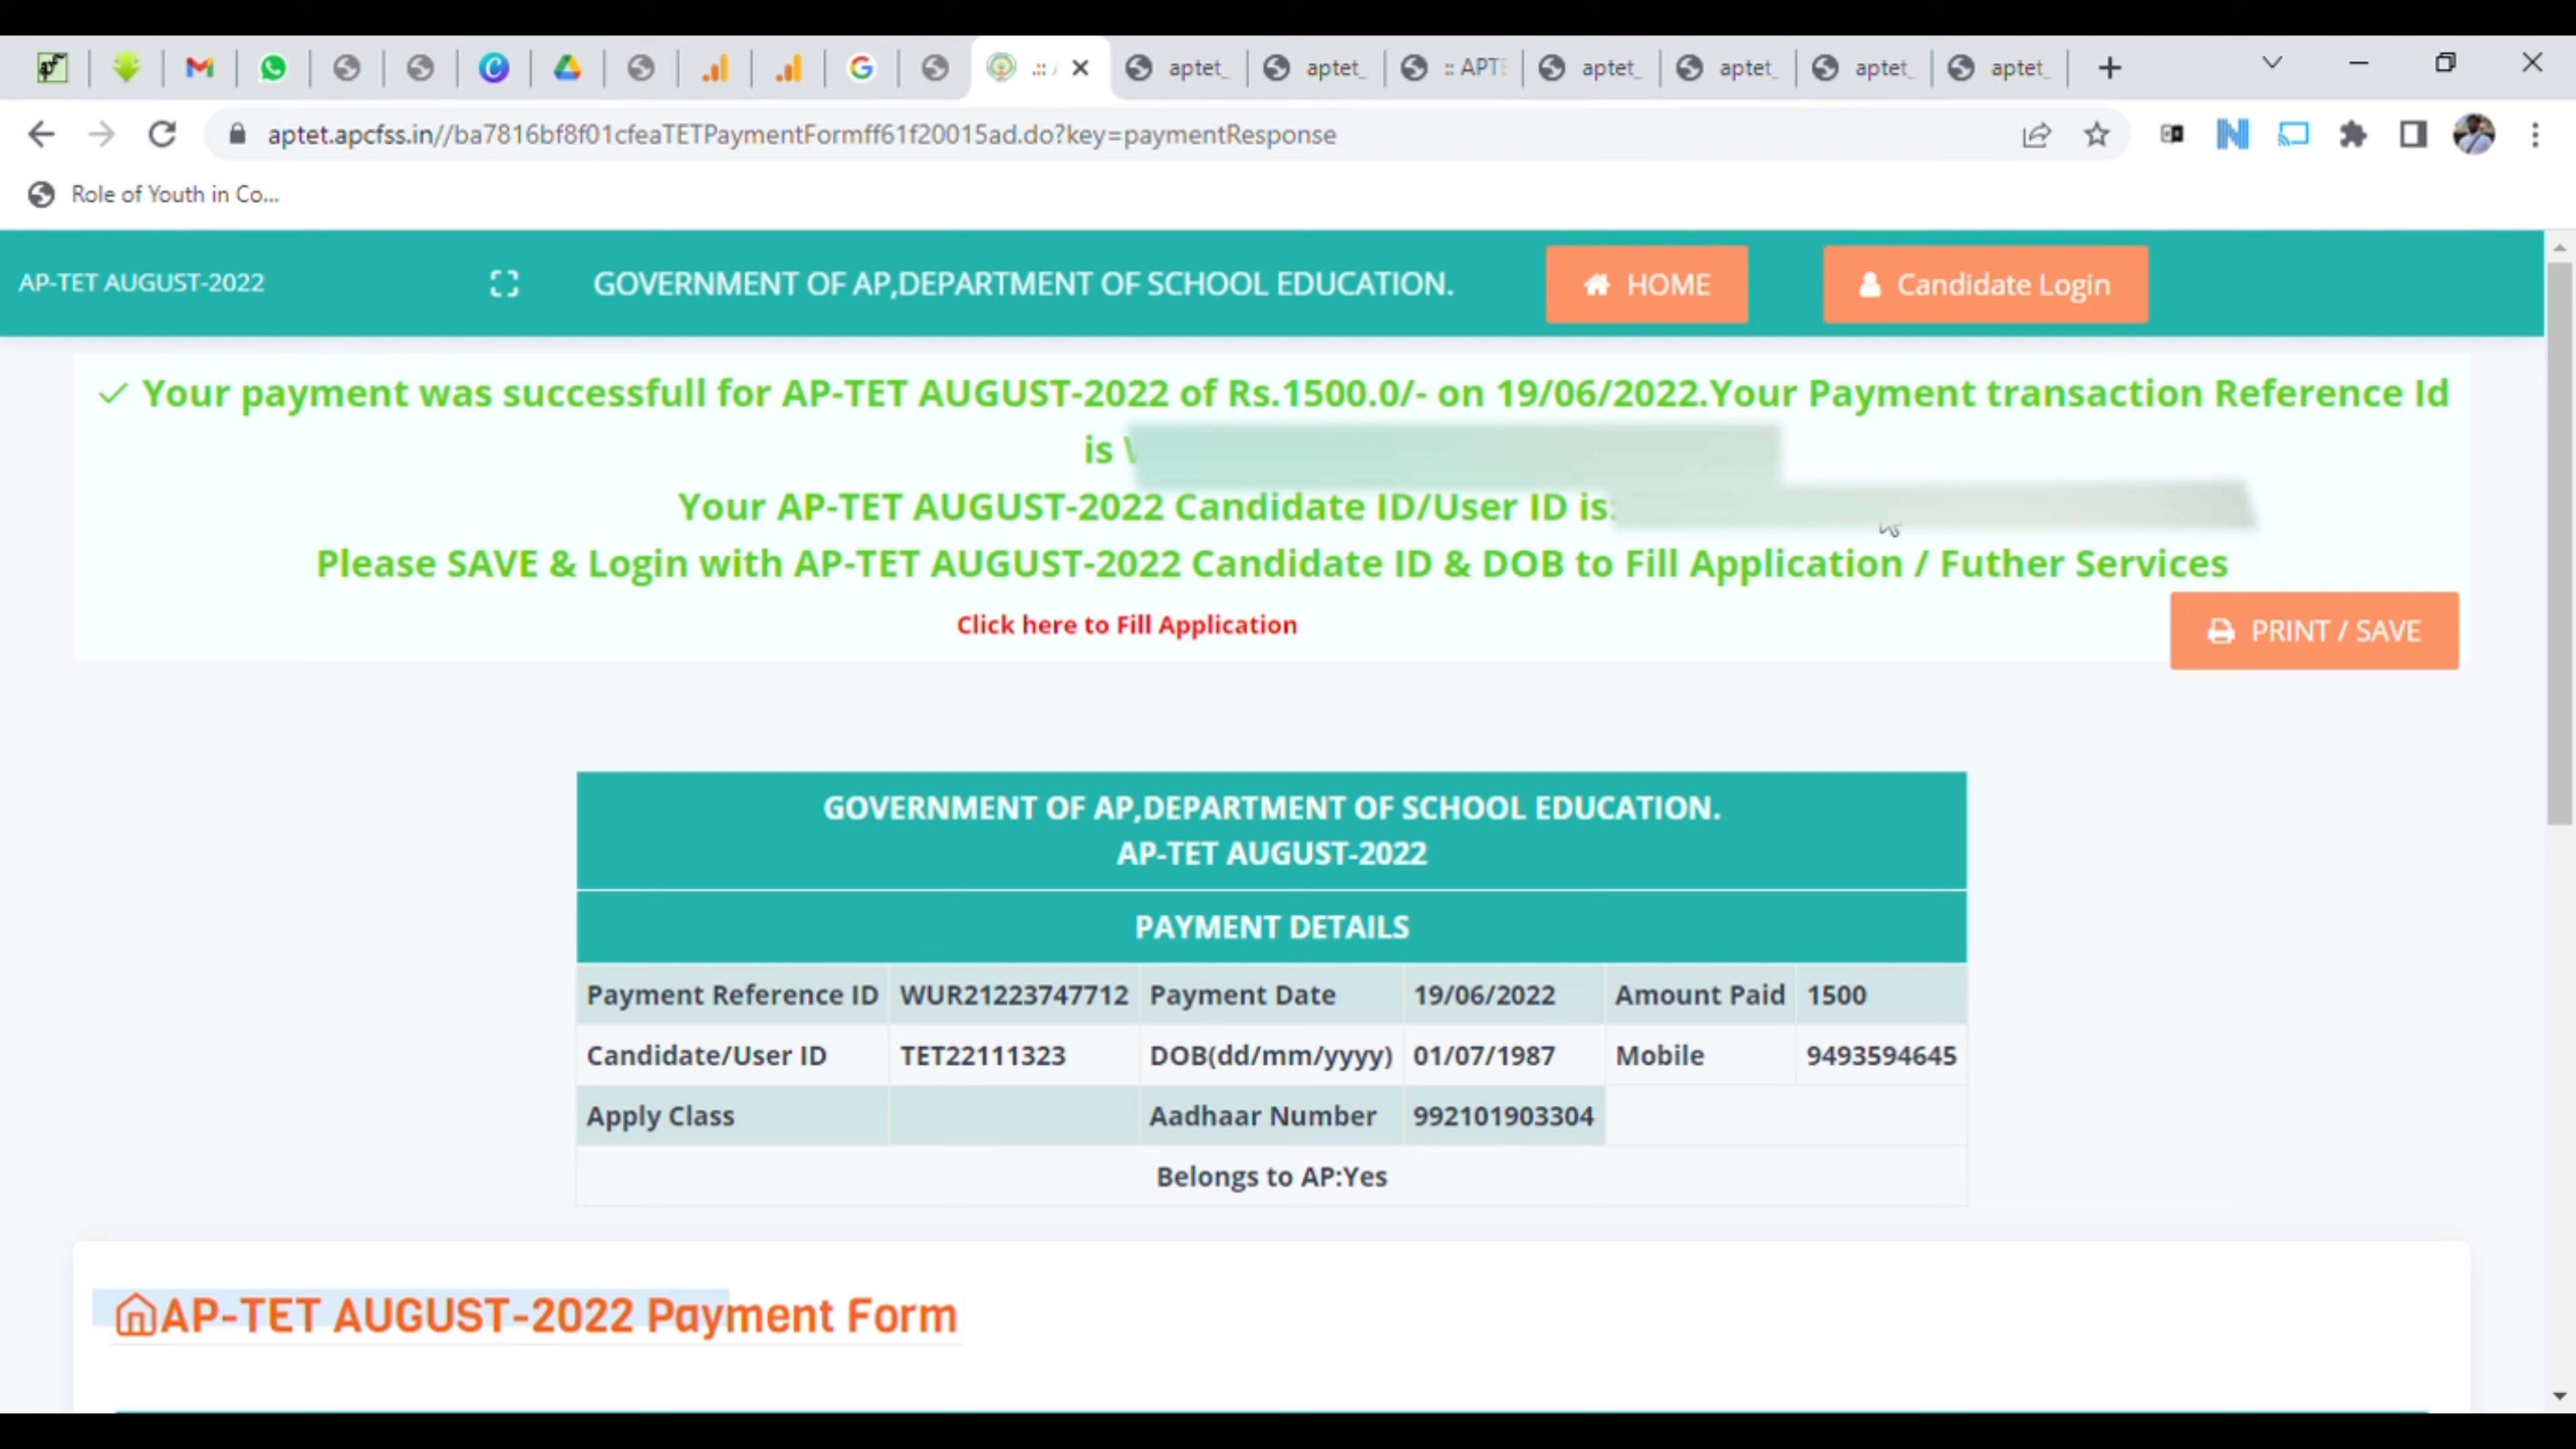 aptet_ aptet_ :: APTE aptet_ aptet_ aptet_ aptet_
aptet.apcfss.in//ba7816bf8f01cfeaTETPaymentFormff61f20015ad.do?key=paymentResponse
Role of Youth in Co...
AP-TET AUGUST-2022 GOVERNMENT OF AP,DEPARTMENT OF SCHOOL EDUCATION. HOME Candidate Login
Your payment was successfull for AP-TET AUGUST-2022 of Rs.1500.0/- on 19/06/2022.Your Payment transaction Reference Id
is
Your AP-TET AUGUST-2022 Candidate ID/User ID is:
Please SAVE & Login with AP-TET AUGUST-2022 Candidate ID & DOB to Fill Application / Futher Services
Click here to Fill Application
PRINT / SAVE
GOVERNMENT OF AP,DEPARTMENT OF SCHOOL EDUCATION.
AP-TET AUGUST-2022
PAYMENT DETAILS
Payment Reference ID WUR21223747712 Payment Date 19/06/2022 Amount Paid 1500
Candidate/User ID TET22111323 DOB(dd/mm/yyyy) 01/07/1987 Mobile 9493594645
Apply Class Aadhaar Number 992101903304
Belongs to AP:Yes
AP-TET AUGUST-2022 Payment Form